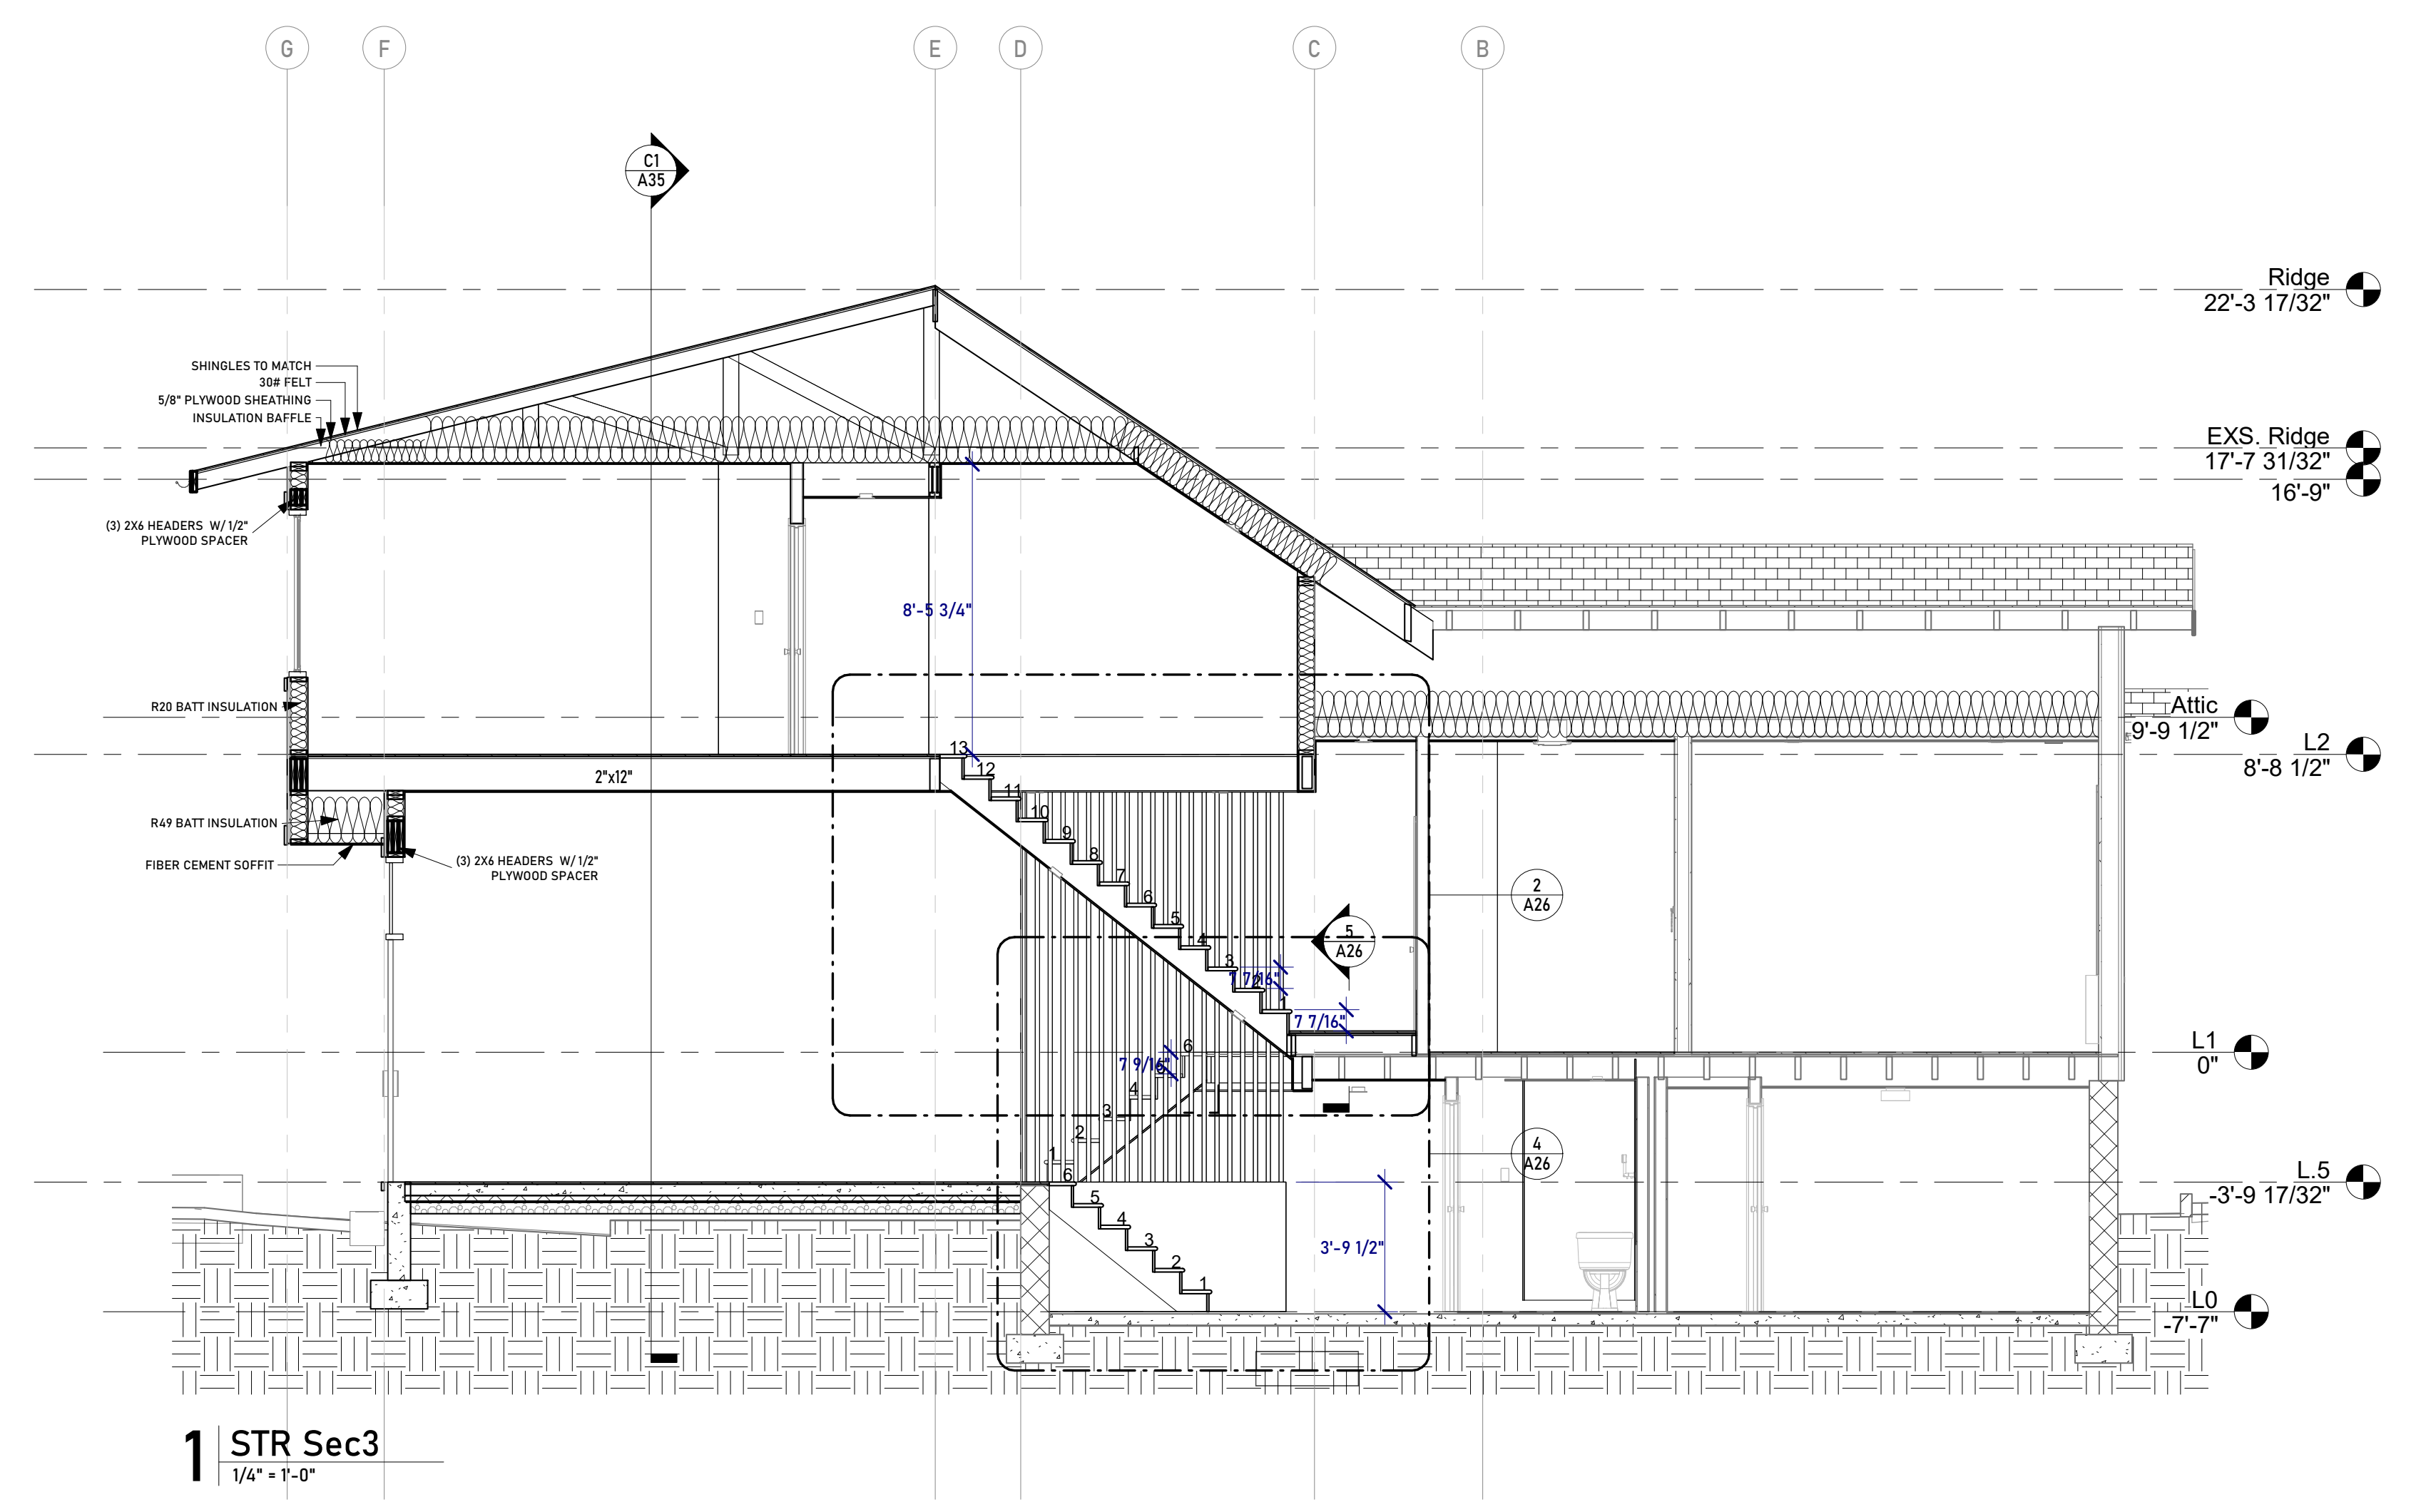 G F E D C B
C1
A35
Ridge
22'-3 17/32"
SHINGLES TO MATCH
30# FELT
5/8" PLYWOOD SHEATHING
INSULATION BAFFLE
EXS. Ridge
17'-7 31/32"
16'-9"
(3) 2X6 HEADERS W/ 1/2"
PLYWOOD SPACER
8'-5 3/4"
R20 BATT INSULATION
Attic
9'-9 1/2"
L2
8'-8 1/2"
2"x12"
13
12
11
10
9
8
7
6
5
4
3
2
1
R49 BATT INSULATION
FIBER CEMENT SOFFIT
(3) 2X6 HEADERS W/ 1/2"
PLYWOOD SPACER
2
A26
5
A26
7 7/16"
7 7/16"
7 9/16"
6
5
4
3
2
1
L1
0"
4
A26
L.5
-3'-9 17/32"
6
5
4
3
2
1
3'-9 1/2"
L0
-7'-7"
1
STR Sec3
1/4" = 1'-0"